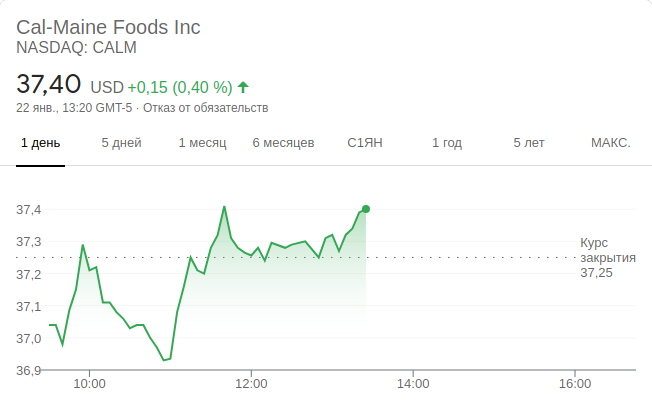 Cal-Maine Foods Inc
NASDAQ: CALM
37,40 USD +0,15 (0,40 %)
22 янв., 13:20 GMT-5 · Отказ от обязательств
1 день 5 дней 1 месяц 6 месяцев С1ЯН 1 год 5 лет МАКС.
37,4
37,3
37,2
37,1
37,0
36,9
Курс
закрытия
37,25
10:00 12:00 14:00 16:00